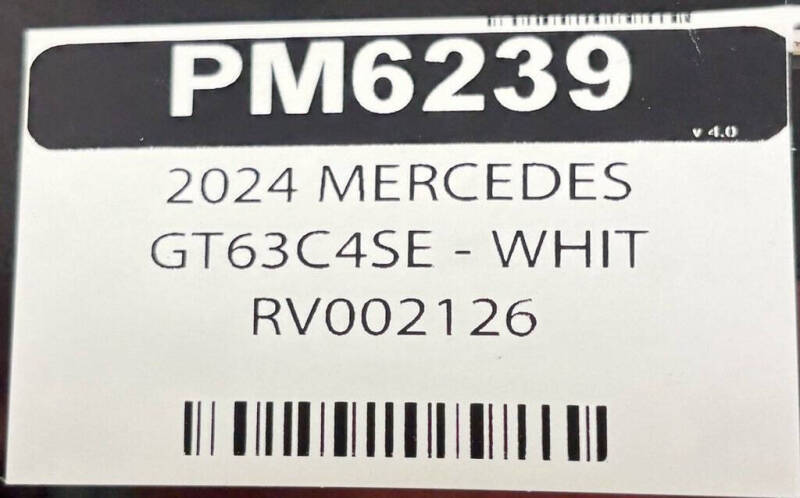 PM6239
v 4.0
2024 MERCEDES
GT63C4SE - WHIT
RV002126